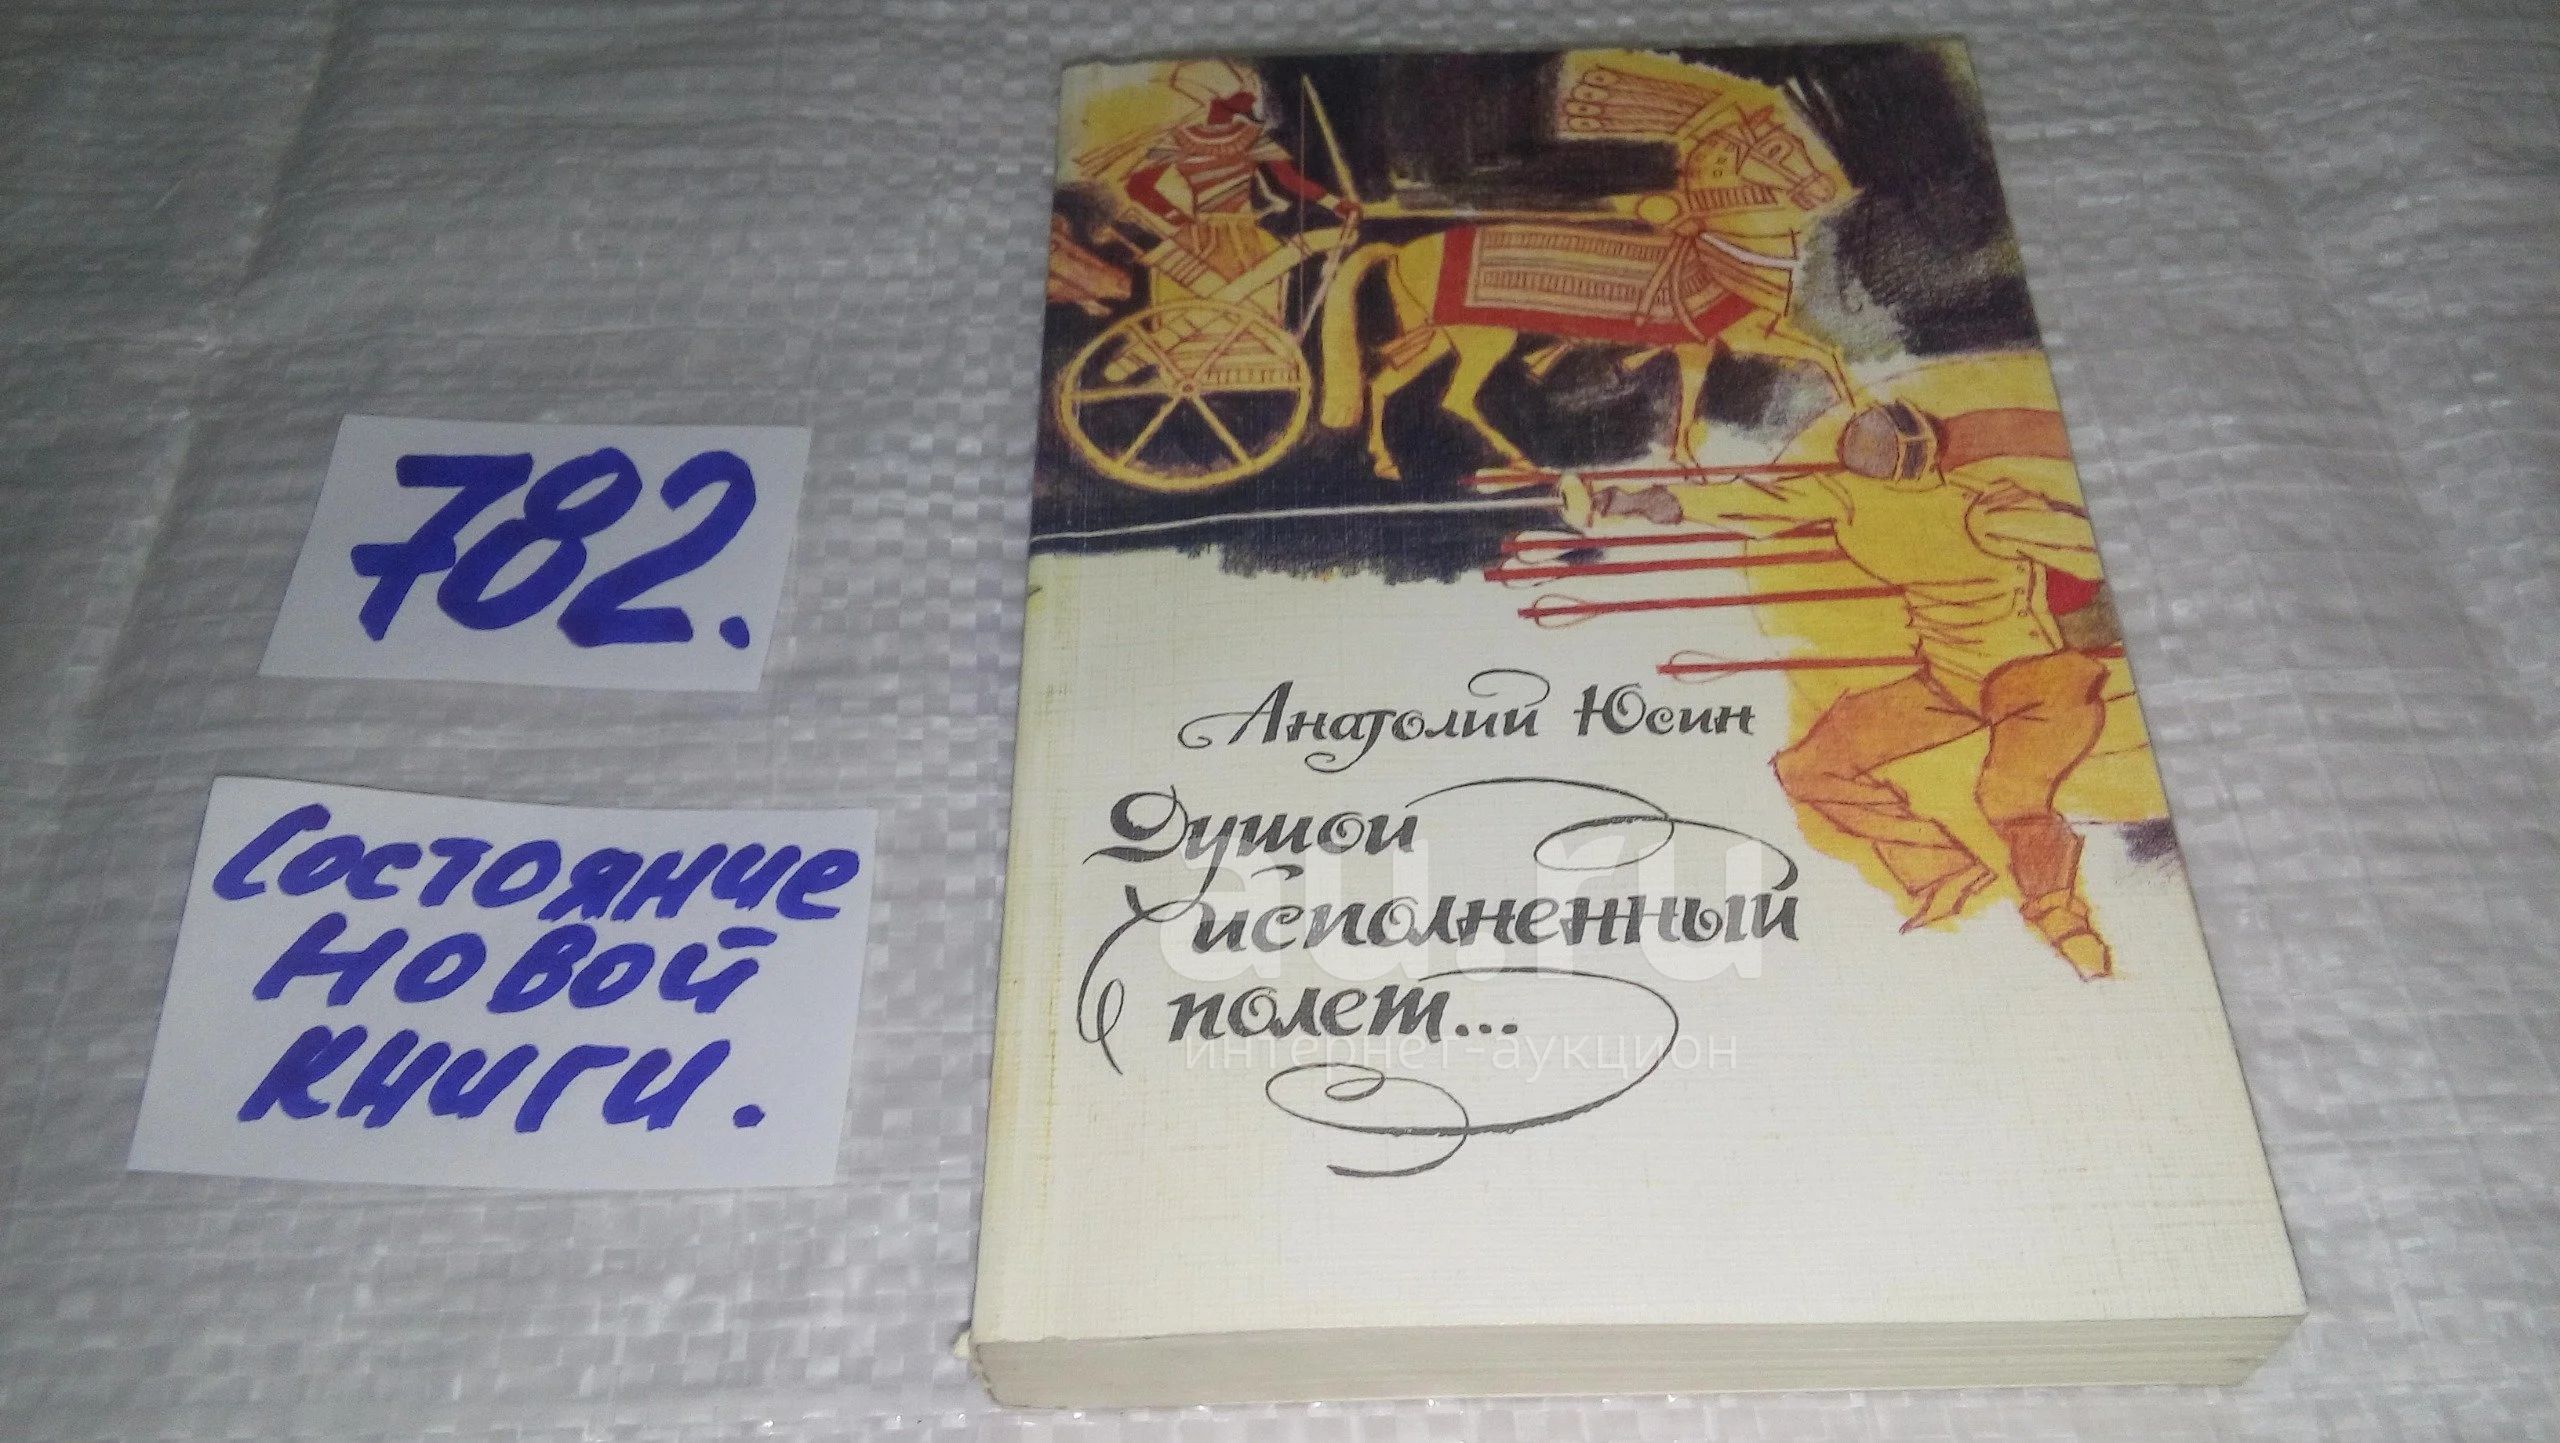 782.
Состояние
новой
книги.
Анатолий Юсин
Душой
исполненный
полет...
au.ru
интернет-аукцион